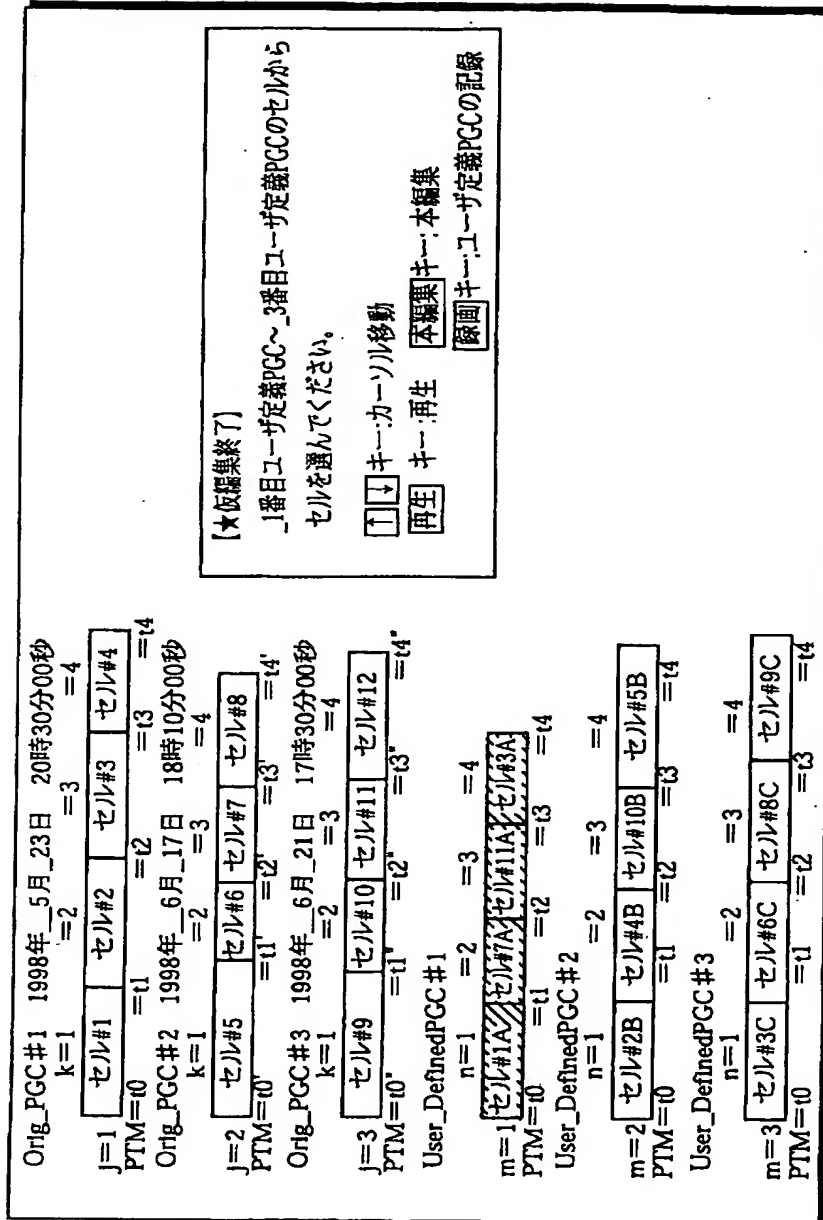 Orig_PGC#1 1998年_5月_23日 20時30分00秒
k=1 =2 =3 =4
j=1 セル#1 セル#2 セル#3 セル#4
PTM=t0 =t1 =t2 =t3 =t4
Orig_PGC#2 1998年_6月_17日 18時10分00秒
k=1 =2 =3 =4
j=2 セル#5 セル#6 セル#7 セル#8
PTM=t0' =t1' =t2' =t3' =t4'
Orig_PGC#3 1998年_6月_21日 17時30分00秒
k=1 =2 =3 =4
j=3 セル#9 セル#10 セル#11 セル#12
PTM=t0" =t1" =t2" =t3" =t4"
User_DefinedPGC#1
n=1 =2 =3 =4
m=1 セル#1A セル#7A セル#11A セル#3A
PTM=t0 =t1 =t2 =t3 =t4
User_DefinedPGC#2
n=1 =2 =3 =4
m=2 セル#2B セル#4B セル#10B セル#5B
PTM=t0 =t1 =t2 =t3 =t4
User_DefinedPGC#3
n=1 =2 =3 =4
m=3 セル#3C セル#6C セル#8C セル#9C
PTM=t0 =t1 =t2 =t3 =t4
【★仮編集終了】
_1番目ユーザ定義PGC～_3番目ユーザ定義PGCのセルから
セルを選んでください。
↑ ↓ キー:カーソル移動
再生 キー:再生 本編集 キー:本編集
録画 キー:ユーザ定義PGCの記録